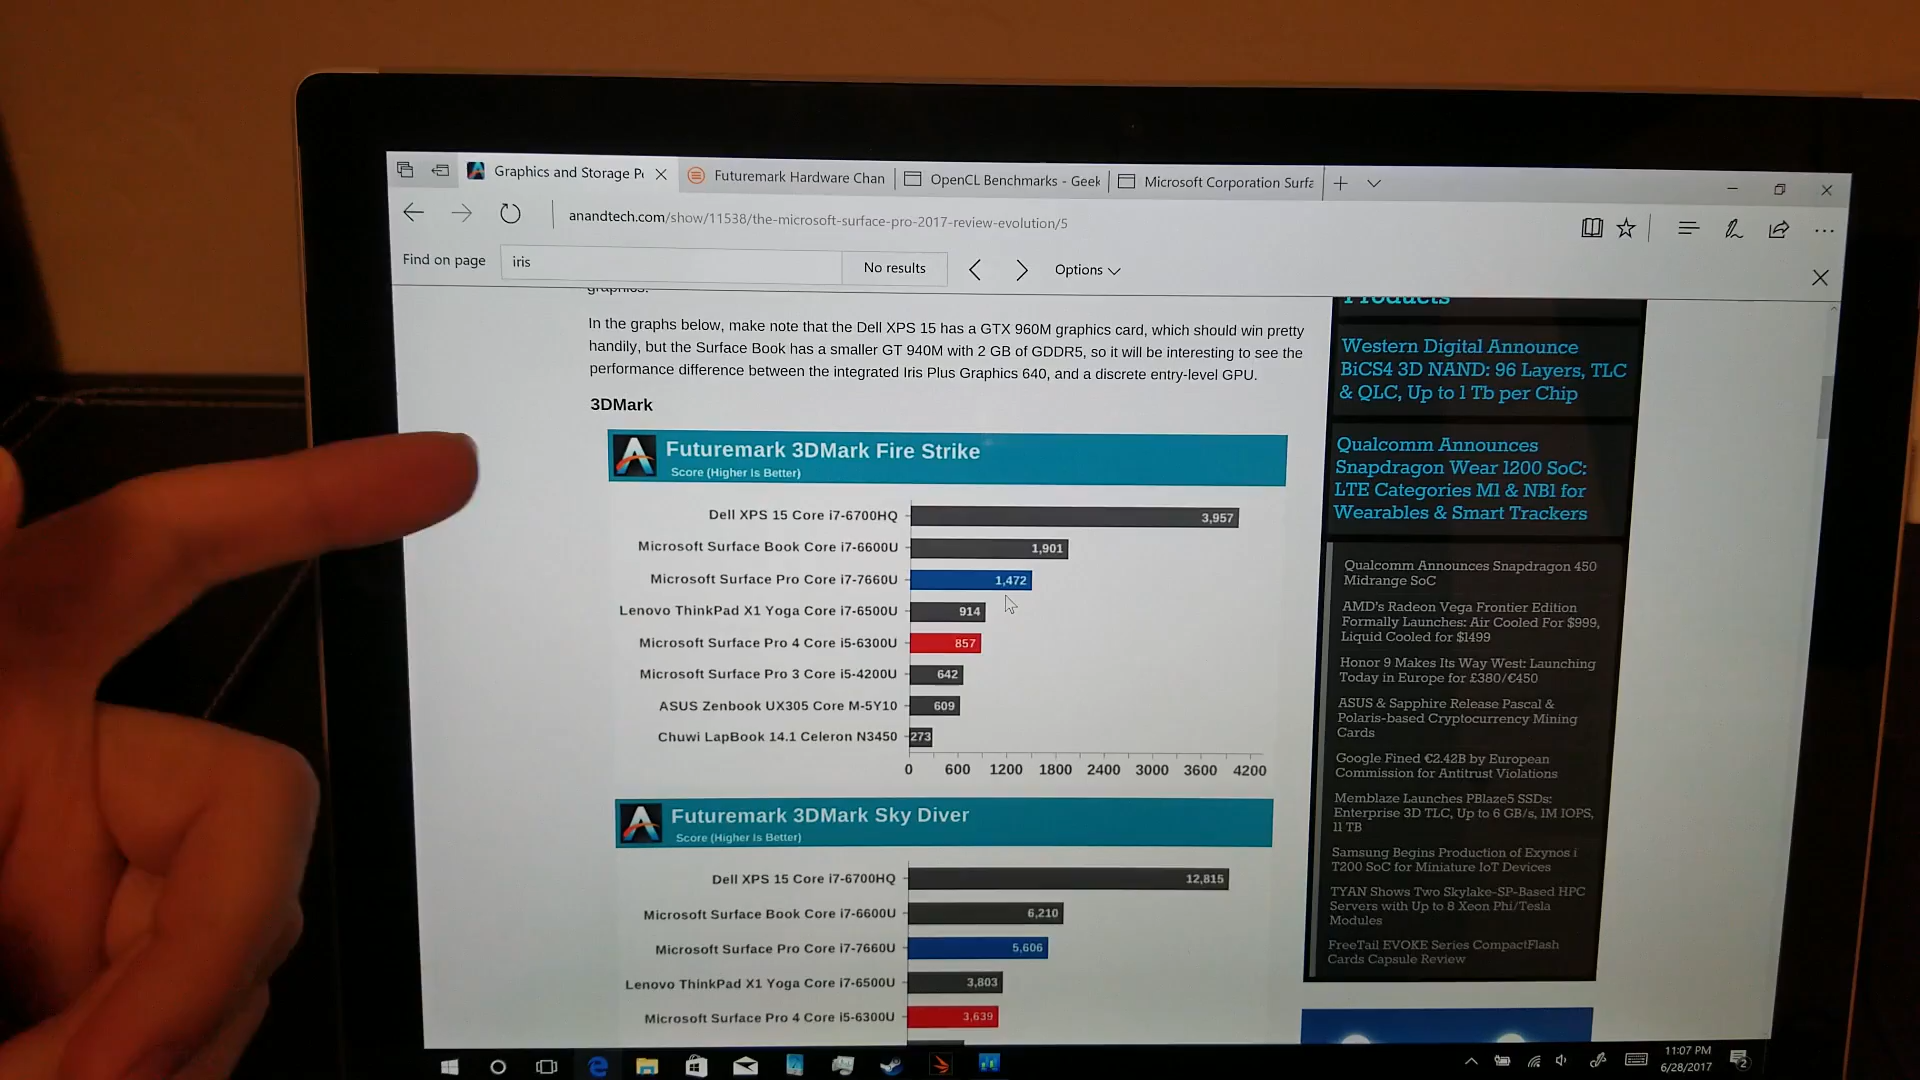 Graphics and Storage P
Futuremark Hardware Chan
OpenCL Benchmarks - Geek
Microsoft Corporation Surfa
anandtech.com/show/11538/the-microsoft-surface-pro-2017-review-evolution/5
Find on page
iris
No results
Options
graphics.
In the graphs below, make note that the Dell XPS 15 has a GTX 960M graphics card, which should win pretty
handily, but the Surface Book has a smaller GT 940M with 2 GB of GDDR5, so it will be interesting to see the
performance difference between the integrated Iris Plus Graphics 640, and a discrete entry-level GPU.
3DMark
Futuremark 3DMark Fire Strike
Score (Higher Is Better)
Dell XPS 15 Core i7-6700HQ 3,957
Microsoft Surface Book Core i7-6600U 1,901
Microsoft Surface Pro Core i7-7660U 1,472
Lenovo ThinkPad X1 Yoga Core i7-6500U 914
Microsoft Surface Pro 4 Core i5-6300U 857
Microsoft Surface Pro 3 Core i5-4200U 642
ASUS Zenbook UX305 Core M-5Y10 609
Chuwi LapBook 14.1 Celeron N3450 273
0 600 1200 1800 2400 3000 3600 4200
Futuremark 3DMark Sky Diver
Score (Higher Is Better)
Dell XPS 15 Core i7-6700HQ 12,815
Microsoft Surface Book Core i7-6600U 6,210
Microsoft Surface Pro Core i7-7660U 5,606
Lenovo ThinkPad X1 Yoga Core i7-6500U 3,803
Microsoft Surface Pro 4 Core i5-6300U 3,639
Products
Western Digital Announce
BiCS4 3D NAND: 96 Layers, TLC
& QLC, Up to 1 Tb per Chip
Qualcomm Announces
Snapdragon Wear 1200 SoC:
LTE Categories M1 & NB1 for
Wearables & Smart Trackers
Qualcomm Announces Snapdragon 450
Midrange SoC
AMD's Radeon Vega Frontier Edition
Formally Launches: Air Cooled For $999,
Liquid Cooled for $1499
Honor 9 Makes Its Way West: Launching
Today in Europe for £380/€450
ASUS & Sapphire Release Pascal &
Polaris-based Cryptocurrency Mining
Cards
Google Fined €2.42B by European
Commission for Antitrust Violations
Memblaze Launches PBlaze5 SSDs:
Enterprise 3D TLC, Up to 6 GB/s, 1M IOPS,
11 TB
Samsung Begins Production of Exynos i
T200 SoC for Miniature IoT Devices
TYAN Shows Two Skylake-SP-Based HPC
Servers with Up to 8 Xeon Phi/Tesla
Modules
FreeTail EVOKE Series CompactFlash
Cards Capsule Review
11:07 PM
6/28/2017
2